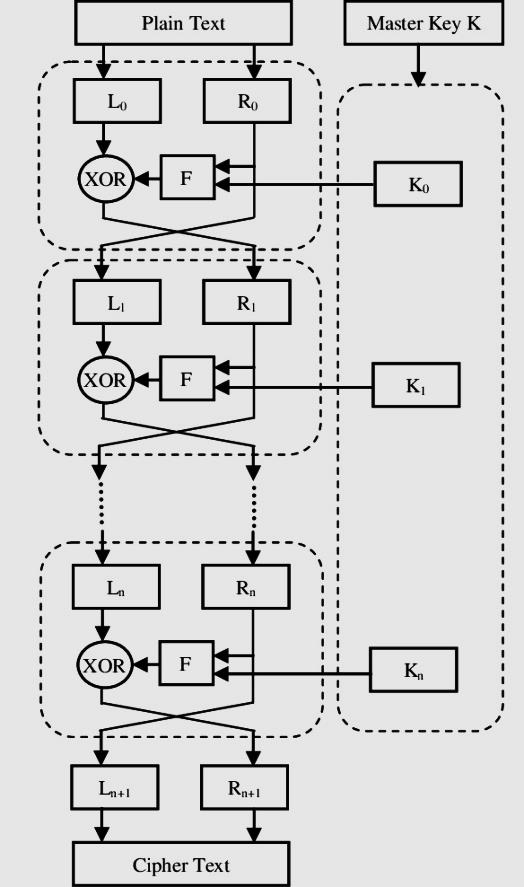 Plain Text
Master Key K
L₀
R₀
XOR
F
K₀
L₁
R₁
XOR
F
K₁
Lₙ
Rₙ
XOR
F
Kₙ
Lₙ₊₁
Rₙ₊₁
Cipher Text